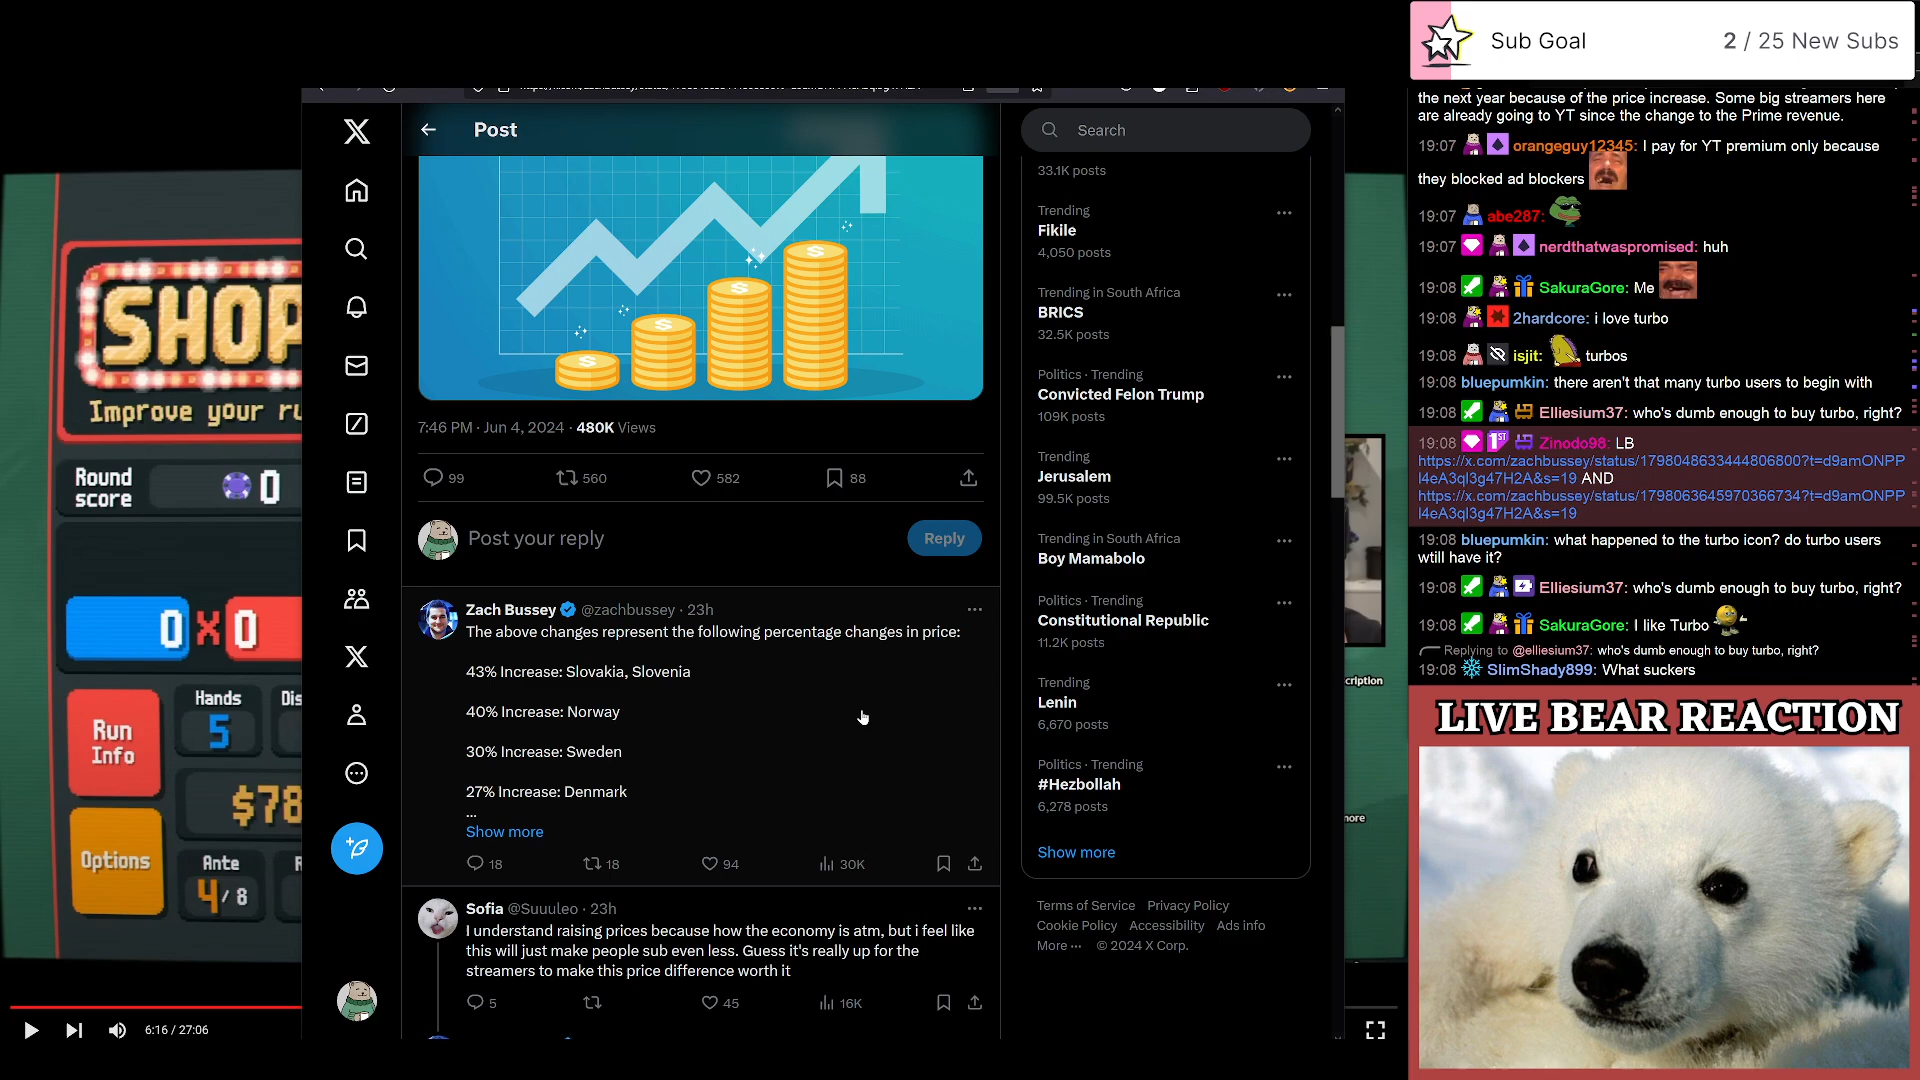 SHOP
Improve your ru
Round score
0
0 X 0
Run Info
Hands
5
Dis
$78
Options
Ante
4 / 8
R
6:16 / 27:06
Post
7:46 PM · Jun 4, 2024 · 480K Views
99
560
582
88
Post your reply
Reply
Zach Bussey @zachbussey · 23h
The above changes represent the following percentage changes in price:
43% Increase: Slovakia, Slovenia
40% Increase: Norway
30% Increase: Sweden
27% Increase: Denmark
...
Show more
18
18
94
30K
Sofia @Suuuleo · 23h
I understand raising prices because how the economy is atm, but i feel like
this will just make people sub even less. Guess it's really up for the
streamers to make this price difference worth it
5
45
16K
Search
33.1K posts
Trending
Fikile
4,050 posts
Trending in South Africa
BRICS
32.5K posts
Politics · Trending
Convicted Felon Trump
109K posts
Trending
Jerusalem
99.5K posts
Trending in South Africa
Boy Mamabolo
Politics · Trending
Constitutional Republic
11.2K posts
Trending
Lenin
6,670 posts
Politics · Trending
#Hezbollah
6,278 posts
Show more
Terms of Service Privacy Policy
Cookie Policy Accessibility Ads info
More ··· © 2024 X Corp.
cription
more
Sub Goal 2 / 25 New Subs
the next year because of the price increase. Some big streamers here
are already going to YT since the change to the Prime revenue.
19:07 orangeguy12345: I pay for YT premium only because
they blocked ad blockers
19:07 abe287:
19:07 nerdthatwaspromised: huh
19:08 SakuraGore: Me
19:08 2hardcore: i love turbo
19:08 isjit: turbos
19:08 bluepumkin: there aren't that many turbo users to begin with
19:08 Elliesium37: who's dumb enough to buy turbo, right?
19:08 1ST Zinodo98: LB
https://x.com/zachbussey/status/1798048633444806800?t=d9amONPP
l4eA3ql3g47H2A&s=19 AND
https://x.com/zachbussey/status/1798063645970366734?t=d9amONPP
l4eA3ql3g47H2A&s=19
19:08 bluepumkin: what happened to the turbo icon? do turbo users
wtill have it?
19:08 Elliesium37: who's dumb enough to buy turbo, right?
19:08 SakuraGore: I like Turbo
Replying to @elliesium37: who's dumb enough to buy turbo, right?
19:08 SlimShady899: What suckers
LIVE BEAR REACTION